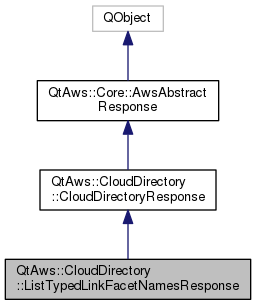 QObject
QtAws::Core::AwsAbstract
Response
QtAws::CloudDirectory
::CloudDirectoryResponse
QtAws::CloudDirectory
::ListTypedLinkFacetNamesResponse